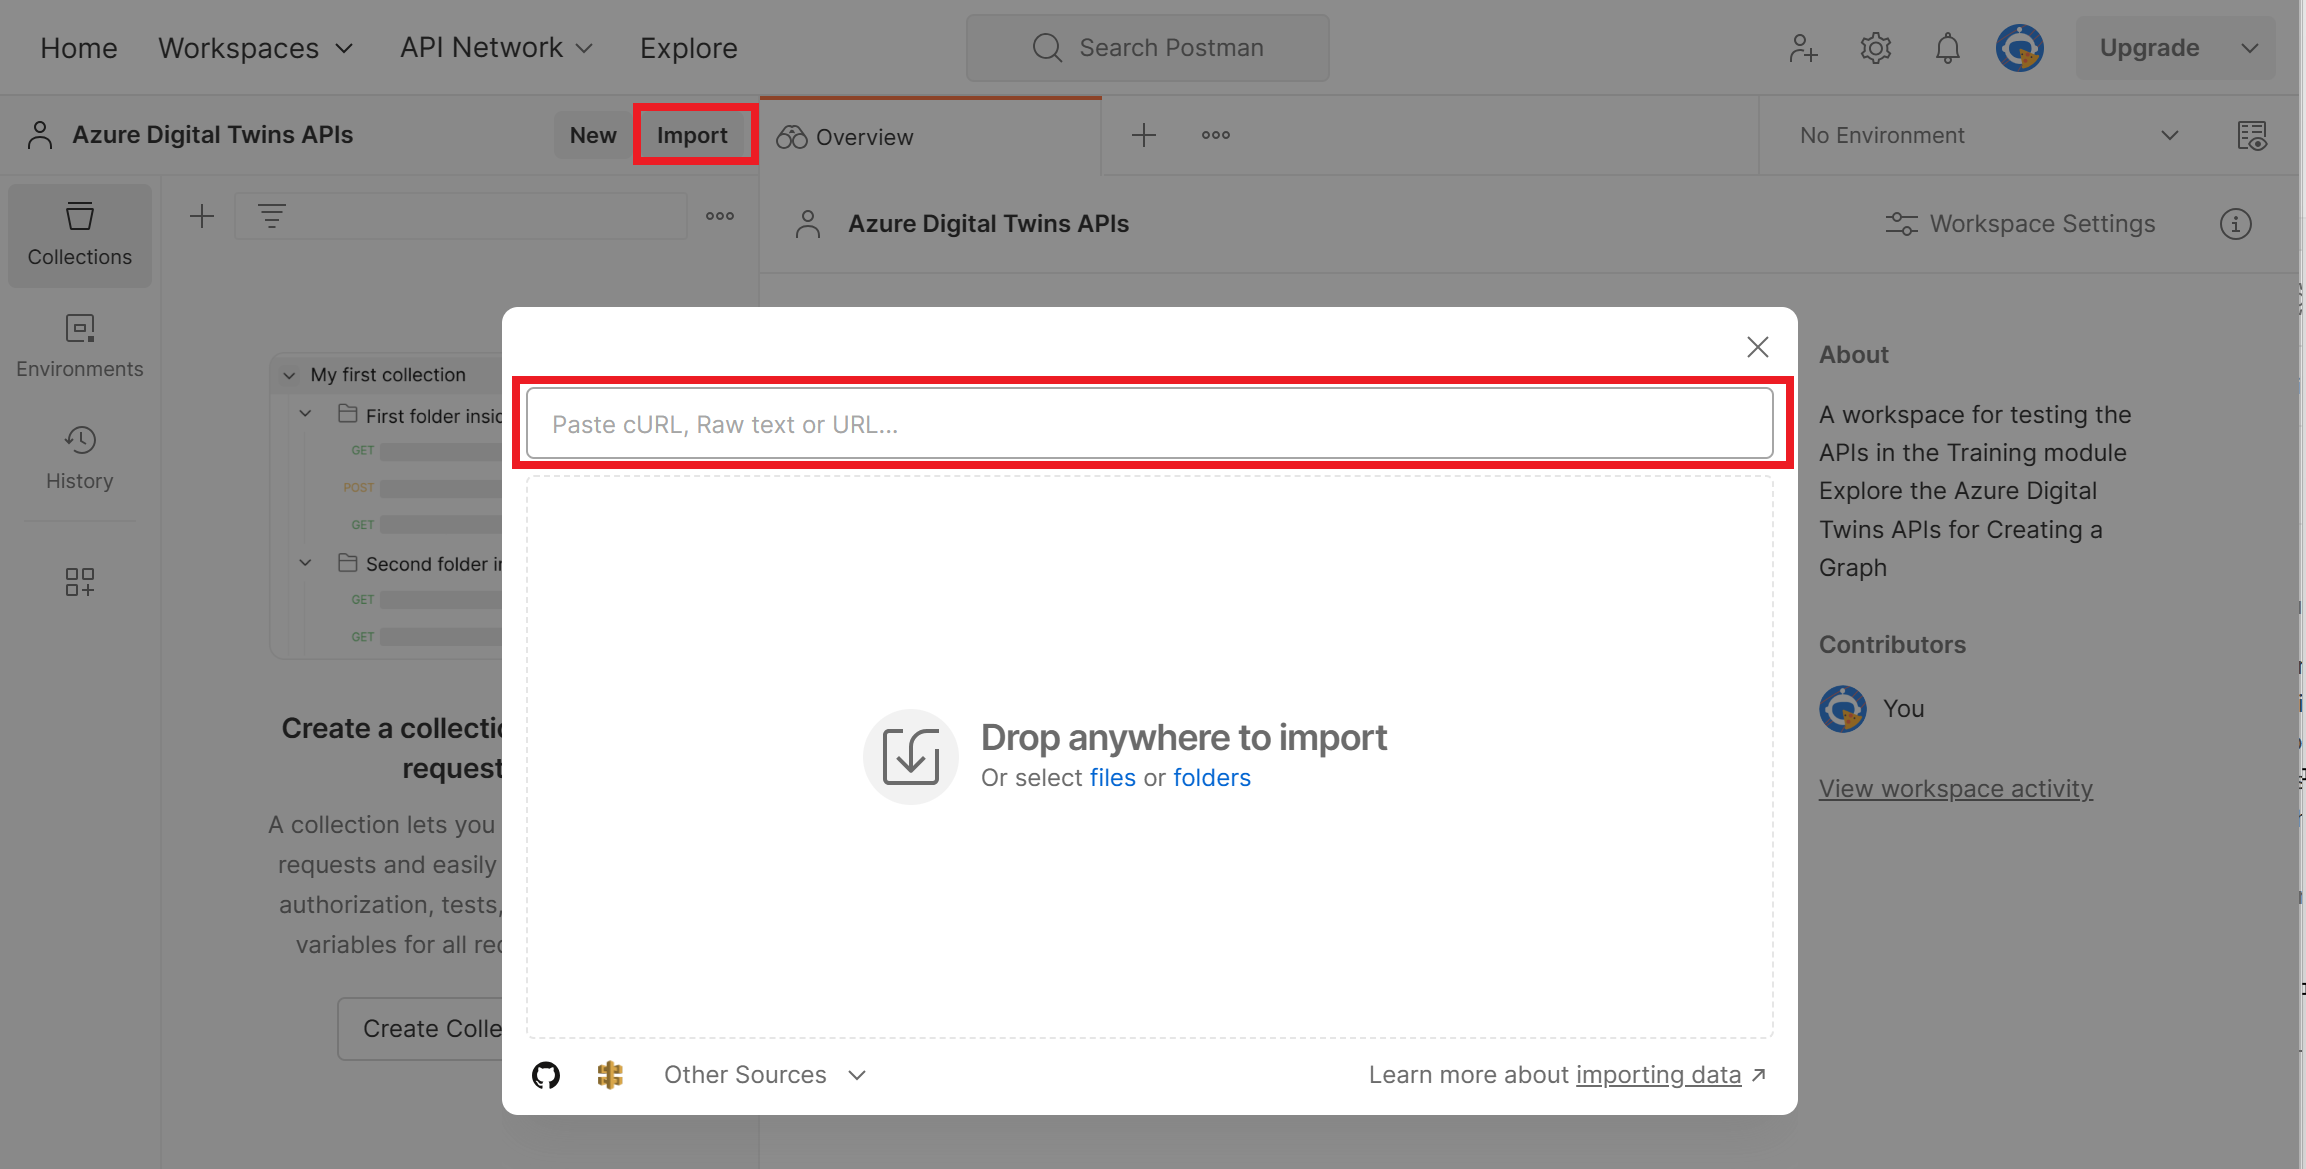 Home
Workspaces
API Network
Explore
Search Postman
Upgrade
Azure Digital Twins APIs
New
Import
Overview
No Environment
Collections
Environments
History
My first collection
First folder insid
GET
POST
GET
Second folder in
GET
GET
Create a collectio
request
A collection lets you
requests and easily
authorization, tests,
variables for all rec
Create Colle
Azure Digital Twins APIs
Workspace Settings
Paste cURL, Raw text or URL...
Drop anywhere to import
Or select files or folders
Other Sources
Learn more about importing data
About
A workspace for testing the
APIs in the Training module
Explore the Azure Digital
Twins APIs for Creating a
Graph
Contributors
You
View workspace activity